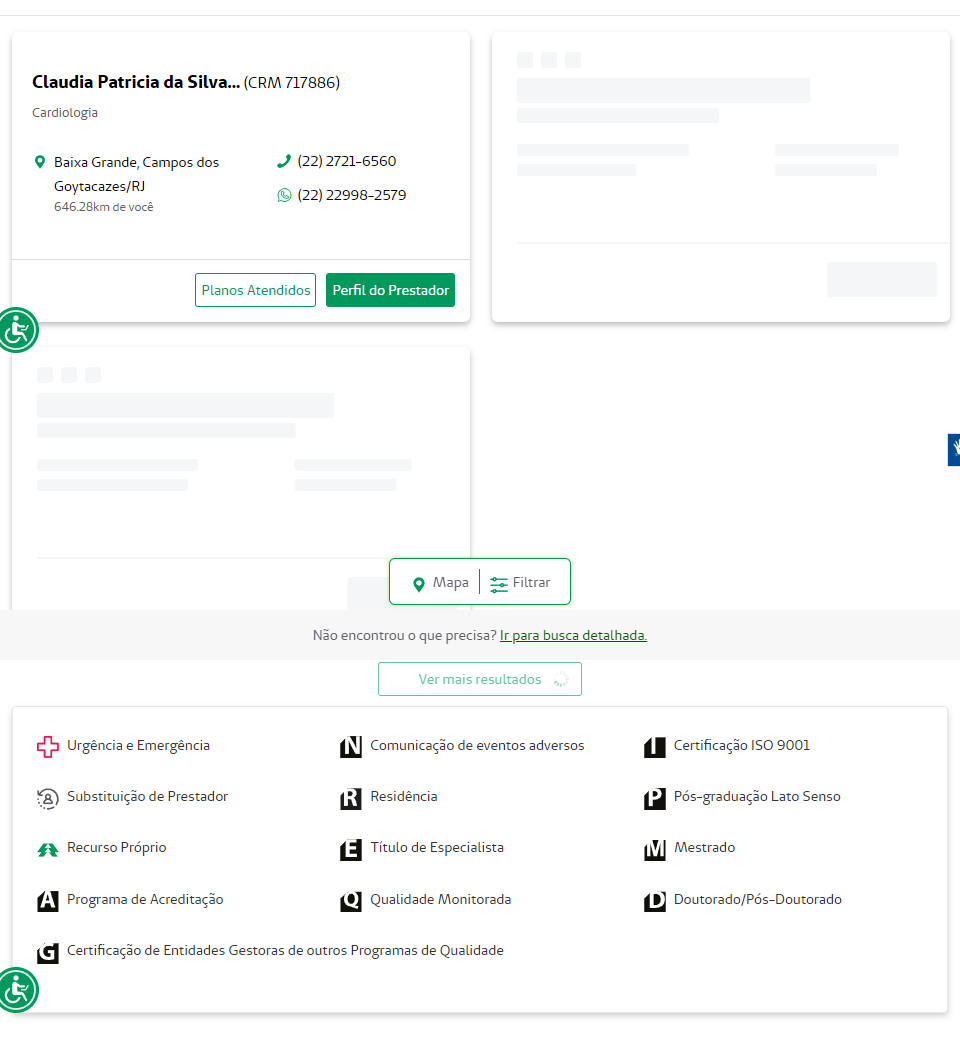 Claudia Patricia da Silva... (CRM 717886)
Cardiologia
Baixa Grande, Campos dos
Goytacazes/RJ
646.28km de você
(22) 2721-6560
(22) 22998-2579
Planos Atendidos
Perfil do Prestador
Mapa
Filtrar
Não encontrou o que precisa? Ir para busca detalhada.
Ver mais resultados
Urgência e Emergência
N Comunicação de eventos adversos
I Certificação ISO 9001
Substituição de Prestador
R Residência
P Pós-graduação Lato Senso
Recurso Próprio
E Título de Especialista
M Mestrado
A Programa de Acreditação
Q Qualidade Monitorada
D Doutorado/Pós-Doutorado
G Certificação de Entidades Gestoras de outros Programas de Qualidade